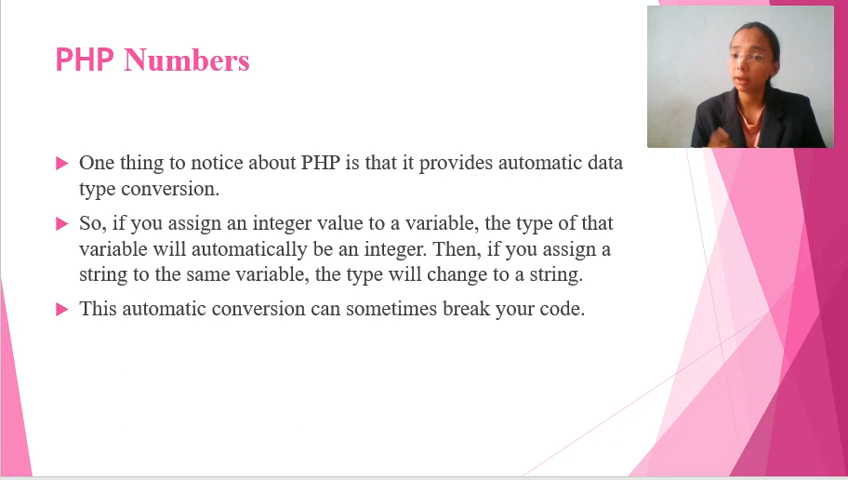 PHP Numbers
One thing to notice about PHP is that it provides automatic data
type conversion.
So, if you assign an integer value to a variable, the type of that
variable will automatically be an integer. Then, if you assign a
string to the same variable, the type will change to a string.
This automatic conversion can sometimes break your code.